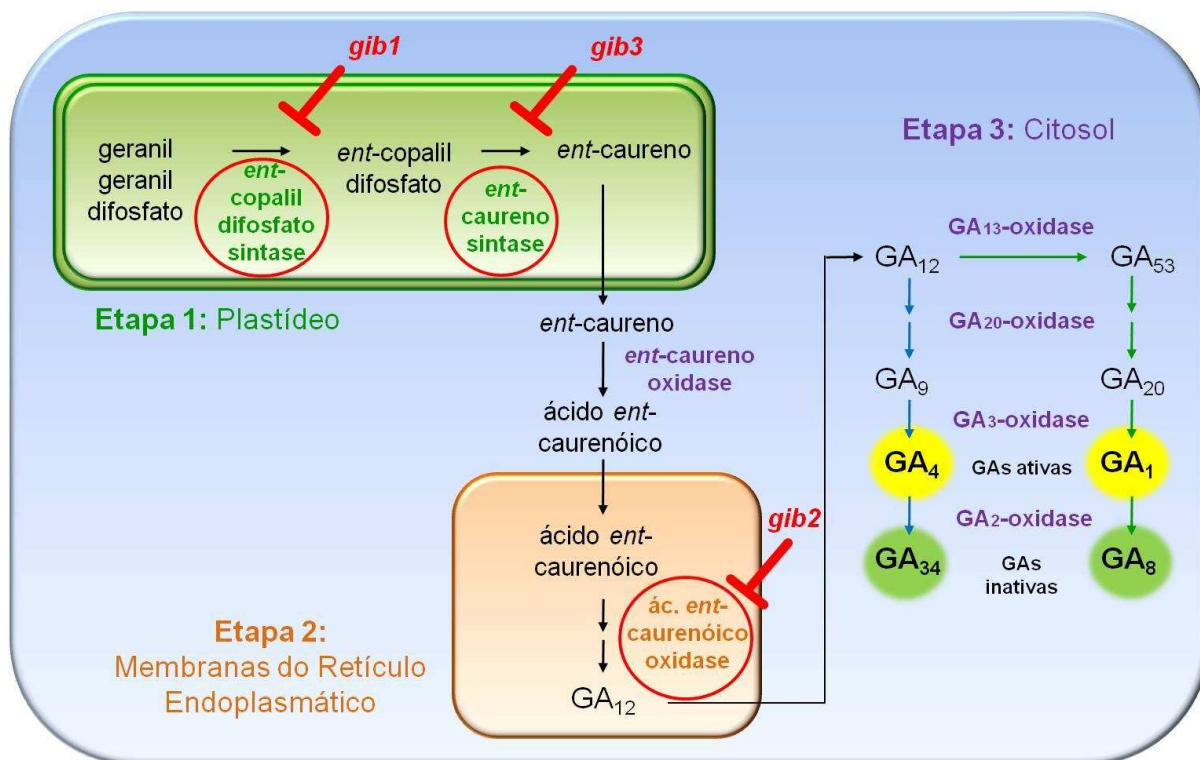 gib1
gib3
geranil
geranil
difosfato
ent-copalil
difosfato
ent-caureno
ent-
copalil
difosfato
sintase
ent-
caureno
sintase
Etapa 1: Plastídeo
ent-caureno
ent-caureno
oxidase
ácido ent-
caurenóico
ácido ent-
caurenóico
gib2
ác. ent-
caurenóico
oxidase
GA12
Etapa 2:
Membranas do Retículo
Endoplasmático
Etapa 3: Citosol
GA13-oxidase
GA12
GA53
GA20-oxidase
GA9
GA20
GA3-oxidase
GA4
GAs ativas
GA1
GA2-oxidase
GA34
GAs
inativas
GA8